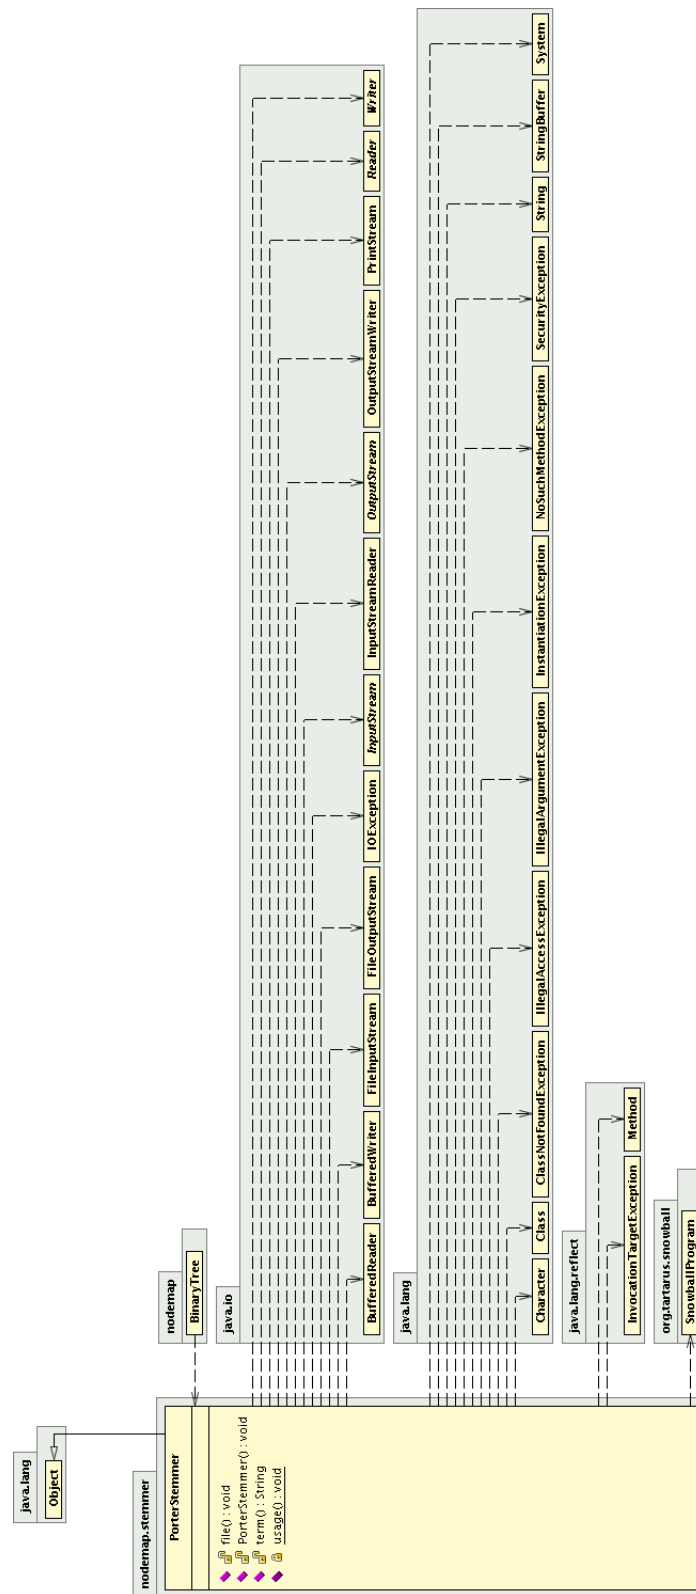 java.lang
Object
nodemap.stemmer
PorterStemmer
file() : void
PorterStemmer() : void
term() : String
usage() : void
nodemap
BinaryTree
java.io
BufferedReader
BufferedWriter
FileInputStream
FileOutputStream
IOException
InputStream
InputStreamReader
OutputStream
OutputStreamWriter
PrintStream
Reader
Writer
java.lang
Character
Class
ClassNotFoundException
IllegalAccessException
IllegalArgumentException
InstantiationException
NoSuchMethodException
SecurityException
String
StringBuffer
System
java.lang.reflect
InvocationTargetException
Method
org.tartarus.snowball
SnowballProgram